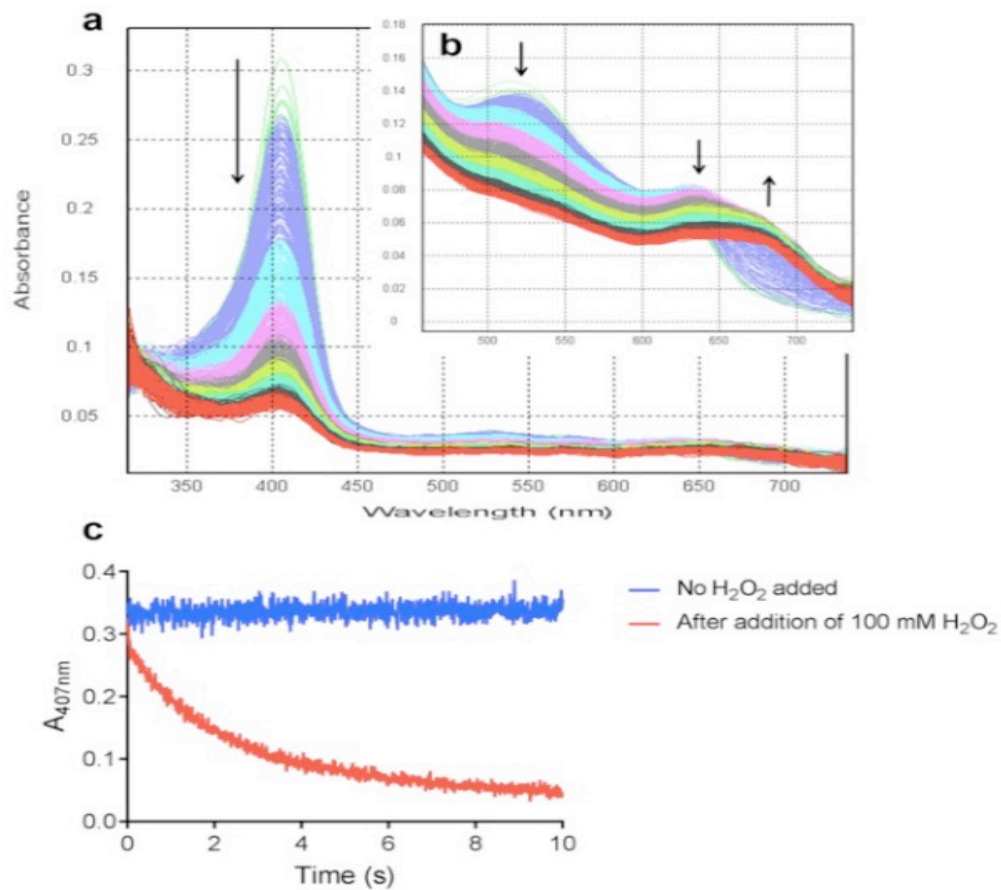 a
0.3
0.25
0.2
0.15
0.1
0.05
Absorbance
350 400 450 500 550 600 650 700
Wavelength (nm)
b
0.18
0.16
0.14
0.12
0.1
0.08
0.06
0.04
0.02
0
500 550 600 650 700
c
0.4
0.3
0.2
0.1
0.0
A407nm
0 2 4 6 8 10
Time (s)
No H2O2 added
After addition of 100 mM H2O2